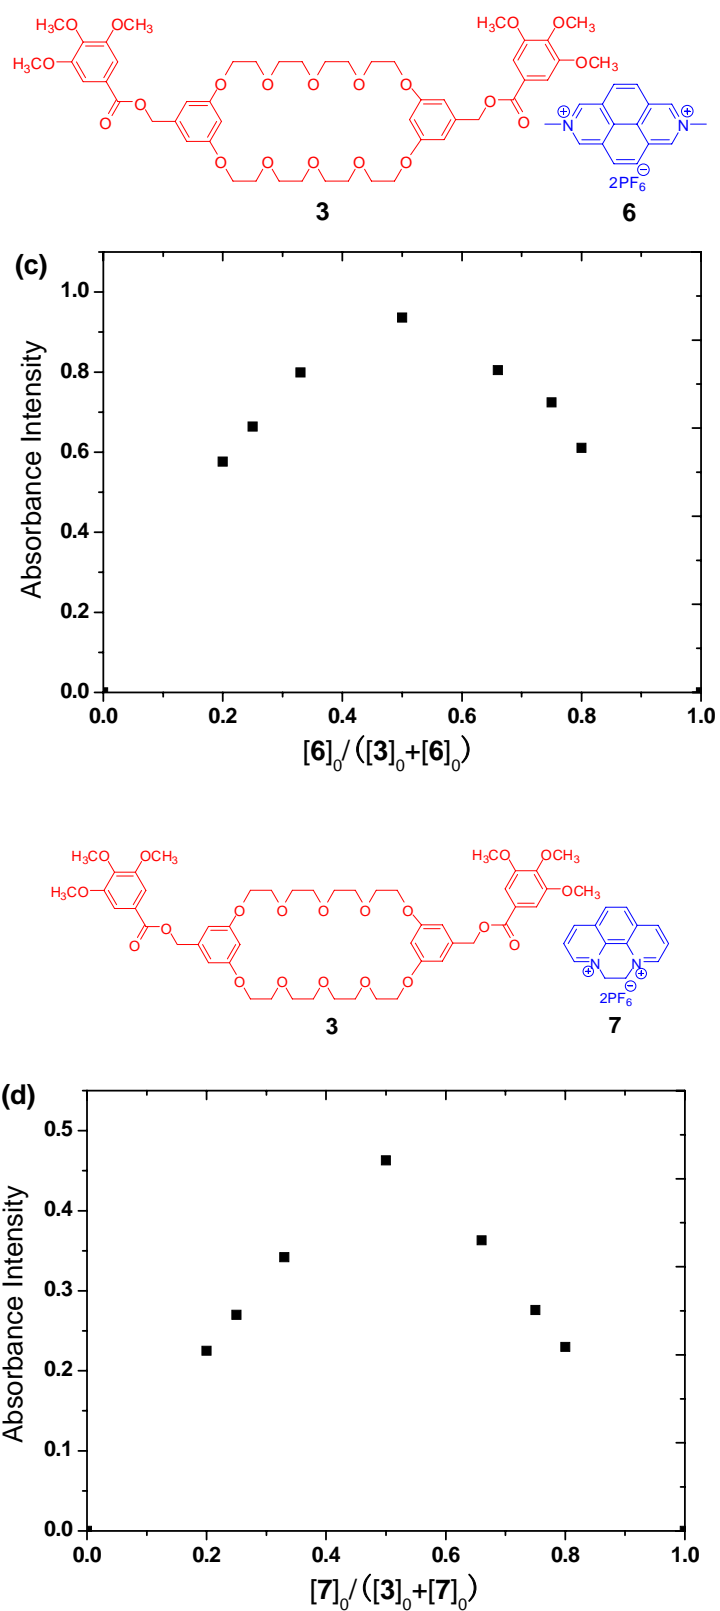 OCH₃ H₃CO
H₃CO OCH₃ H₃CO OCH₃
H₃CO O O O O O OCH₃
O O
O O
N⊕ ⊕N
O O O O O
2PF₆⊖
3 6
(c)
1.0
0.8
0.6
0.4
0.2
0.0
Absorbance Intensity
0.0 0.2 0.4 0.6 0.8 1.0
[6]₀/([3]₀+[6]₀)
OCH₃ H₃CO
H₃CO OCH₃ H₃CO OCH₃
H₃CO O O O O O OCH₃
O O
O O
N⊕ N⊕
O O O O O
2PF₆⊖
3 7
(d)
0.5
0.4
0.3
0.2
0.1
0.0
Absorbance Intensity
0.0 0.2 0.4 0.6 0.8 1.0
[7]₀/([3]₀+[7]₀)